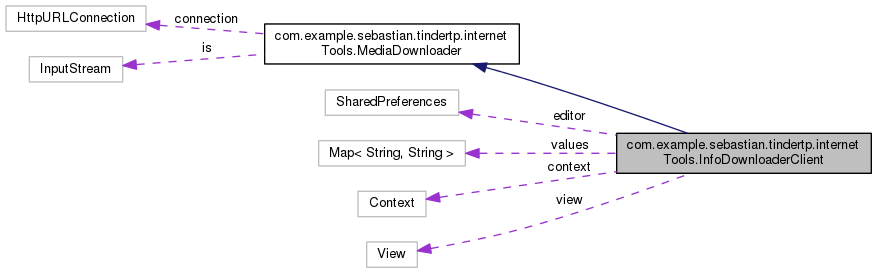 HttpURLConnection
connection
is
InputStream
com.example.sebastian.tindertp.internet
Tools.MediaDownloader
SharedPreferences
editor
Map< String, String >
values
context
Context
view
View
com.example.sebastian.tindertp.internet
Tools.InfoDownloaderClient